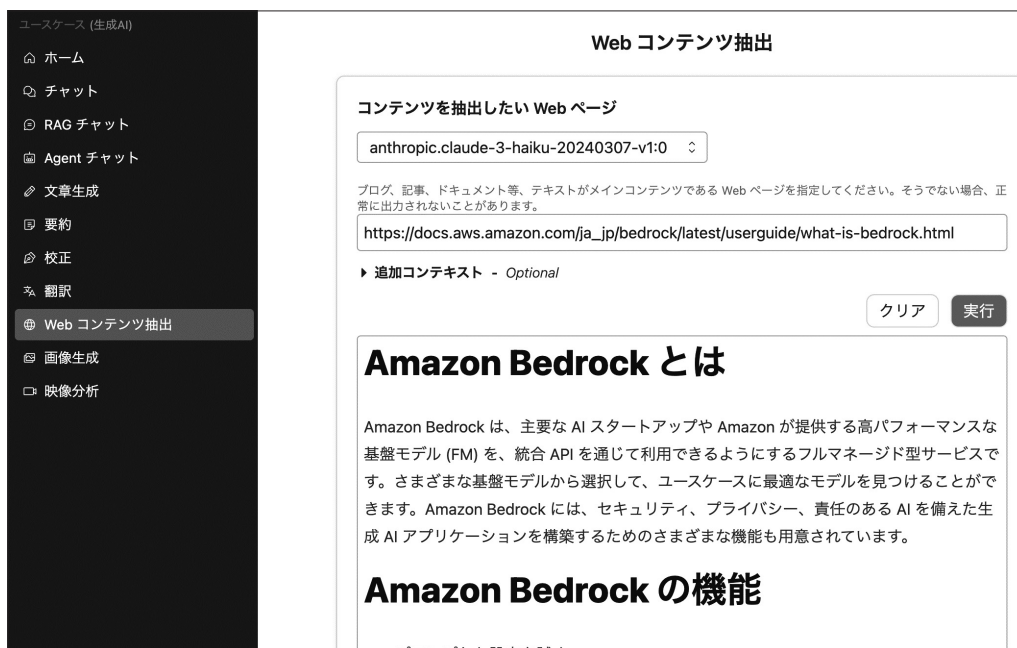 ユースケース (生成AI)
ホーム
チャット
RAG チャット
Agent チャット
文章生成
要約
校正
翻訳
Web コンテンツ抽出
画像生成
映像分析
Web コンテンツ抽出
コンテンツを抽出したい Web ページ
anthropic.claude-3-haiku-20240307-v1:0
ブログ、記事、ドキュメント等、テキストがメインコンテンツである Web ページを指定してください。そうでない場合、正
常に出力されないことがあります。
https://docs.aws.amazon.com/ja_jp/bedrock/latest/userguide/what-is-bedrock.html
追加コンテキスト - Optional
クリア 実行
Amazon Bedrock とは
Amazon Bedrock は、主要な AI スタートアップや Amazon が提供する高パフォーマンスな
基盤モデル (FM) を、統合 API を通じて利用できるようにするフルマネージド型サービスで
す。さまざまな基盤モデルから選択して、ユースケースに最適なモデルを見つけることがで
きます。Amazon Bedrock には、セキュリティ、プライバシー、責任のある AI を備えた生
成 AI アプリケーションを構築するためのさまざまな機能も用意されています。
Amazon Bedrock の機能